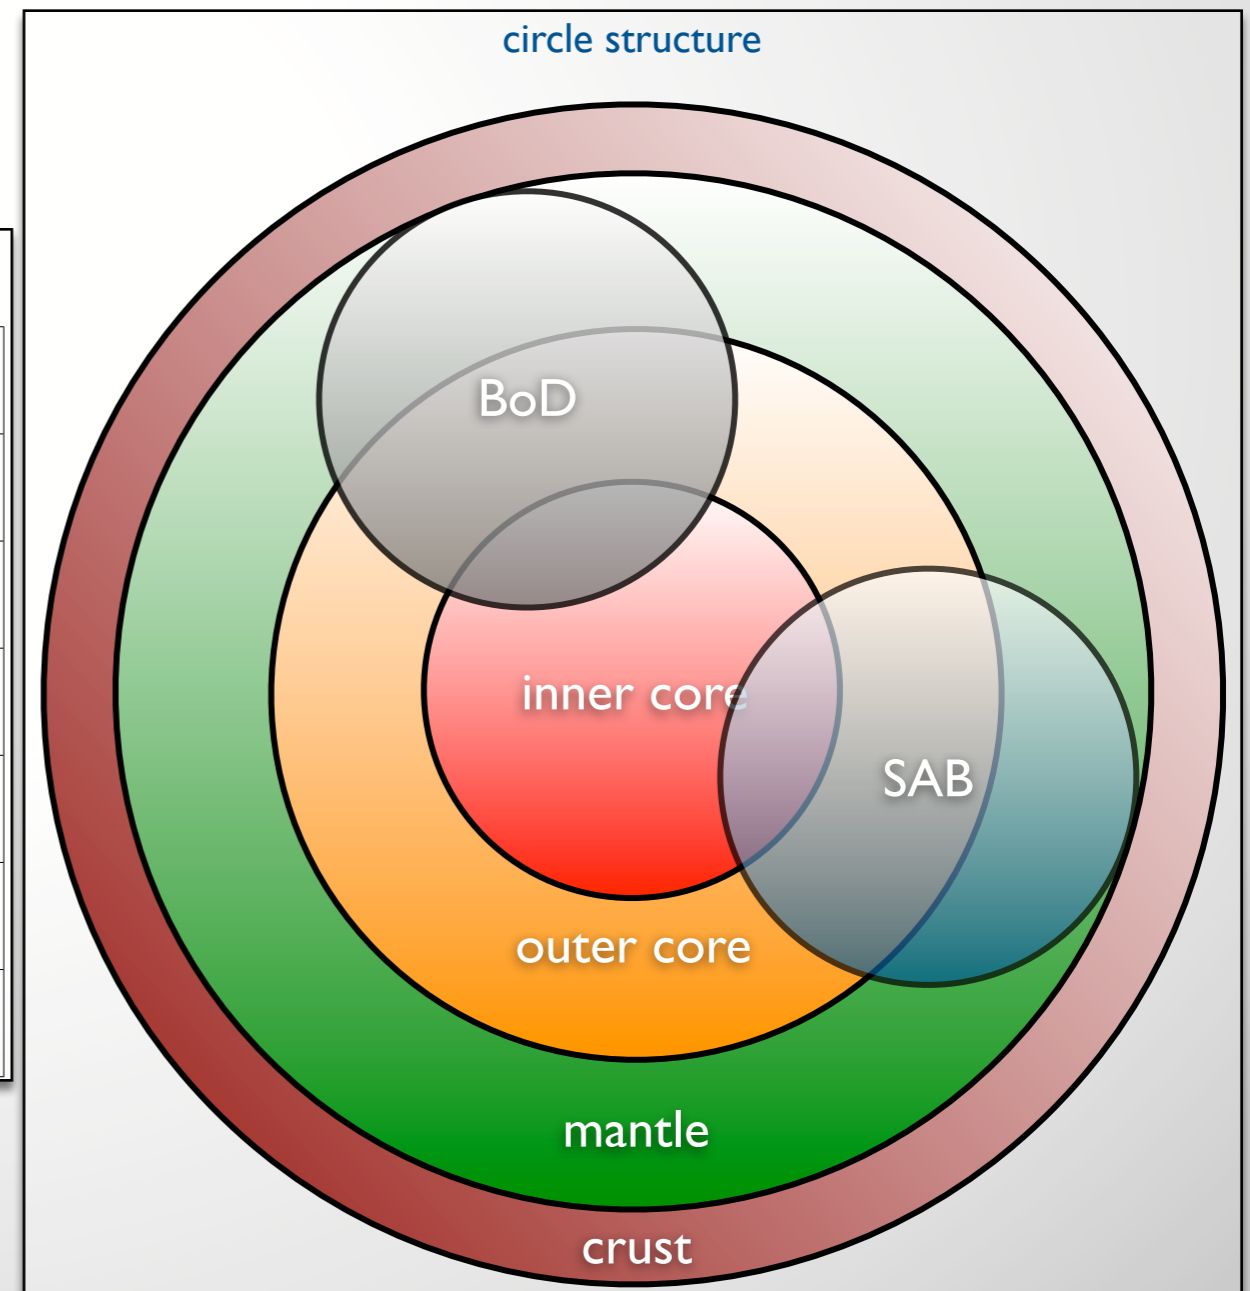 circle structure
BoD
inner core
SAB
outer core
mantle
crust